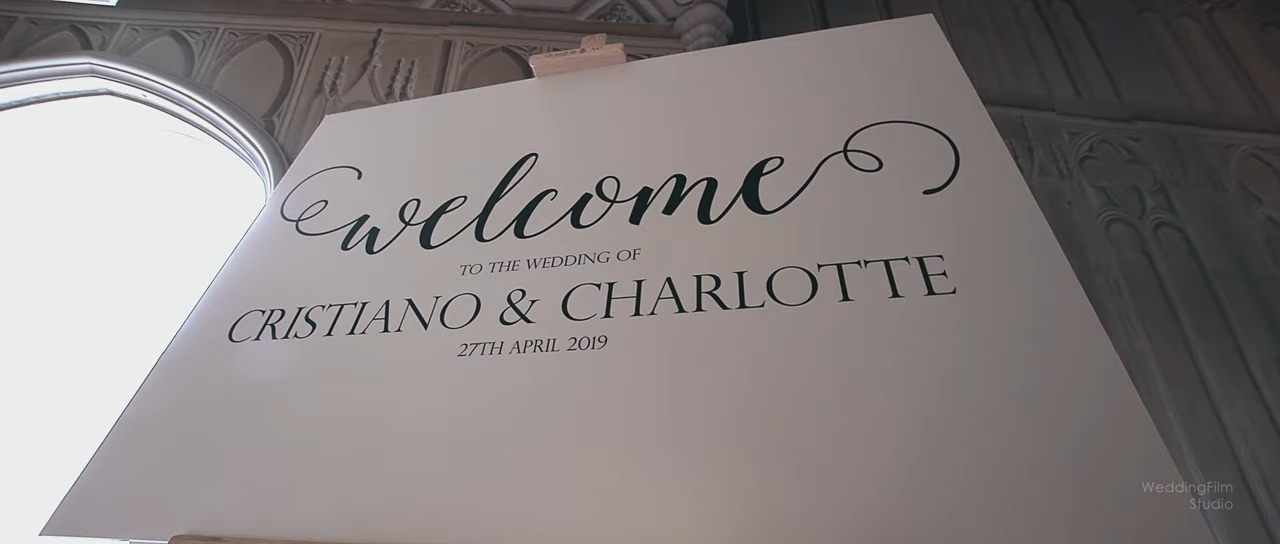 welcome
TO THE WEDDING OF
CRISTIANO & CHARLOTTE
27TH APRIL 2019
WeddingFilm
Studio